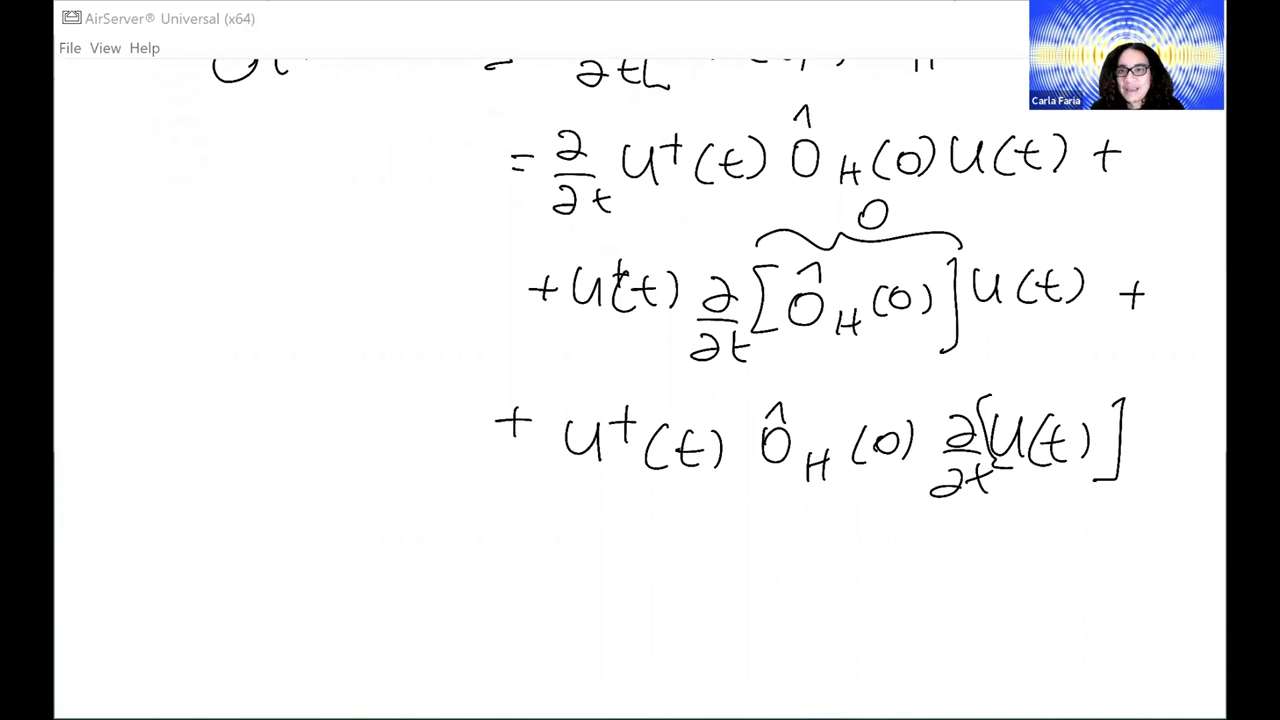 AirServer® Universal (x64)
File View Help
Carla Faria
= ∂/∂t U†(t) Ô_H(0) U(t) +
0
+ U†(t) ∂/∂t [Ô_H(0)] U(t) +
+ U†(t) Ô_H(0) ∂/∂t [U(t)]